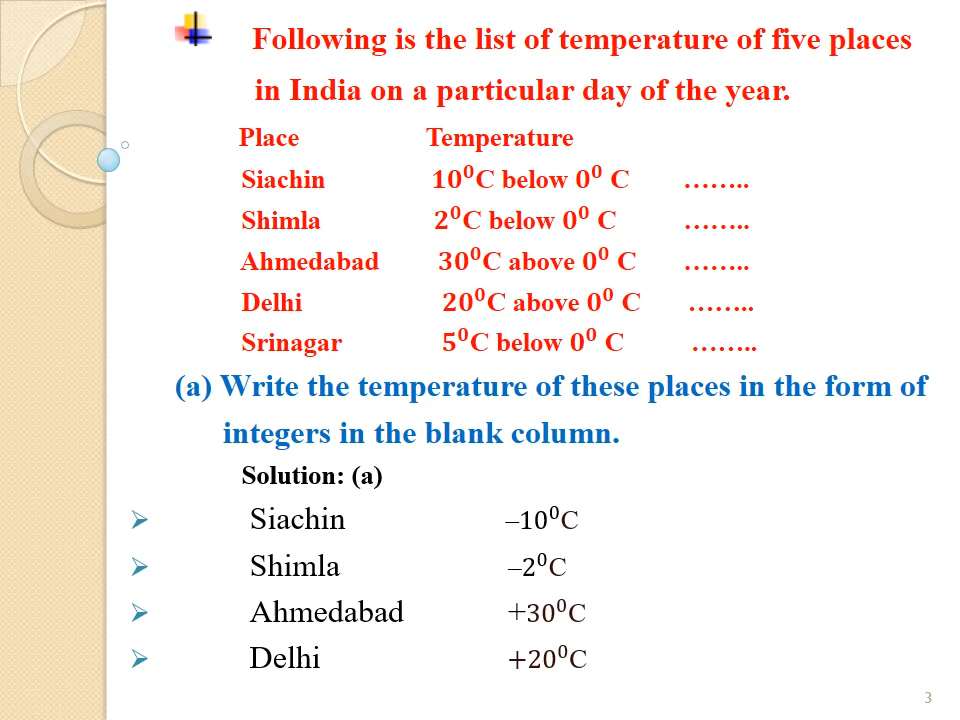 Following is the list of temperature of five places
in India on a particular day of the year.
Place Temperature
Siachin 10⁰C below 0⁰ C ……..
Shimla 2⁰C below 0⁰ C ……..
Ahmedabad 30⁰C above 0⁰ C ……..
Delhi 20⁰C above 0⁰ C ……..
Srinagar 5⁰C below 0⁰ C ……..
(a) Write the temperature of these places in the form of
integers in the blank column.
Solution: (a)
Siachin –10⁰C
Shimla –2⁰C
Ahmedabad +30⁰C
Delhi +20⁰C
3